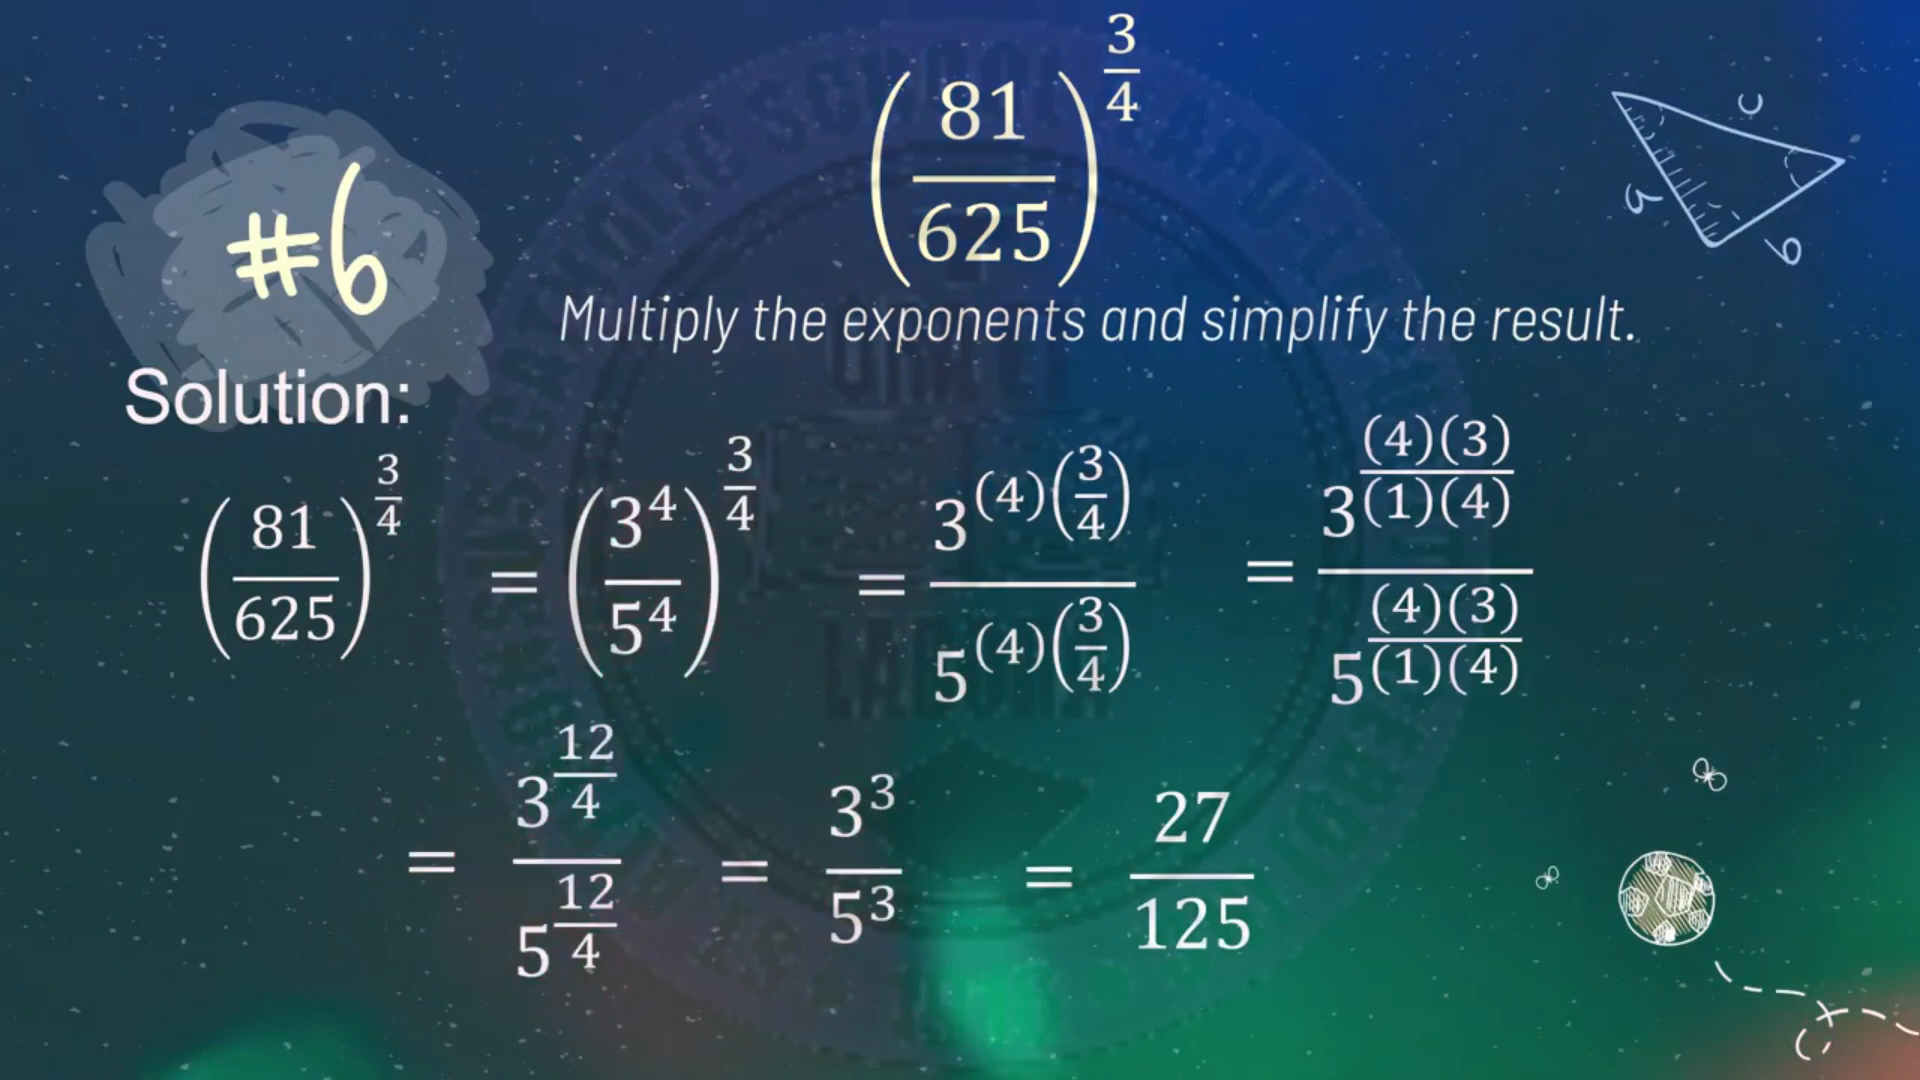 #6
(81/625)^(3/4)
Multiply the exponents and simplify the result.
Solution:
(81/625)^(3/4) = (3^4/5^4)^(3/4) = 3^((4)(3/4))/5^((4)(3/4)) = 3^((4)(3)/(1)(4))/5^((4)(3)/(1)(4))
= 3^(12/4)/5^(12/4) = 3^3/5^3 = 27/125
c
a
b